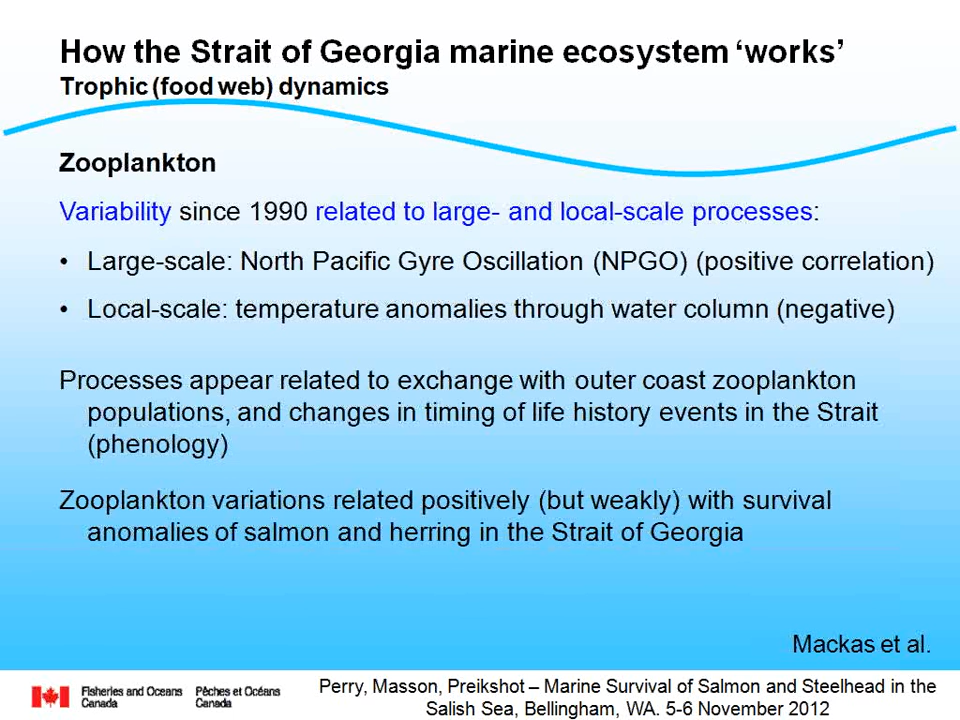 How the Strait of Georgia marine ecosystem ‘works’
Trophic (food web) dynamics
Zooplankton
Variability since 1990 related to large- and local-scale processes:
• Large-scale: North Pacific Gyre Oscillation (NPGO) (positive correlation)
• Local-scale: temperature anomalies through water column (negative)
Processes appear related to exchange with outer coast zooplankton
populations, and changes in timing of life history events in the Strait
(phenology)
Zooplankton variations related positively (but weakly) with survival
anomalies of salmon and herring in the Strait of Georgia
Mackas et al.
Fisheries and Oceans
Canada
Pêches et Océans
Canada
Perry, Masson, Preikshot – Marine Survival of Salmon and Steelhead in the
Salish Sea, Bellingham, WA. 5-6 November 2012